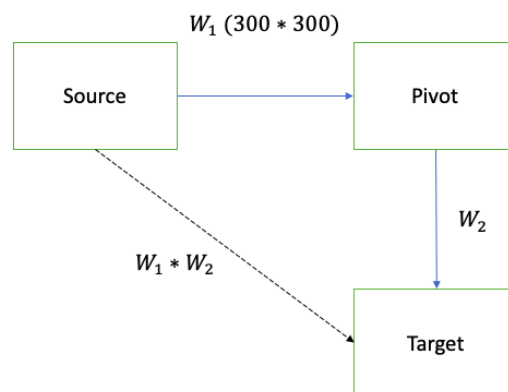 W₁ (300 * 300)
Source
Pivot
W₂
W₁ * W₂
Target